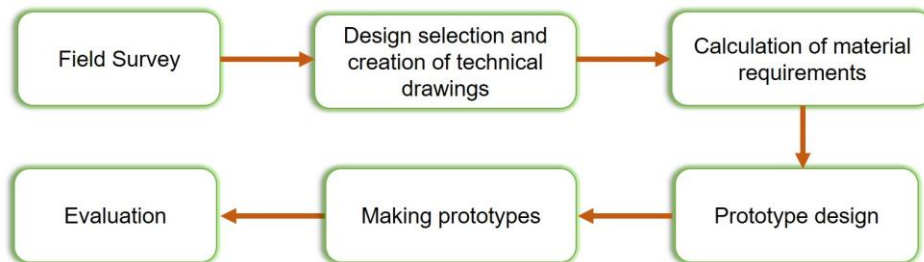 Field Survey
Design selection and
creation of technical
drawings
Calculation of material
requirements
Evaluation
Making prototypes
Prototype design